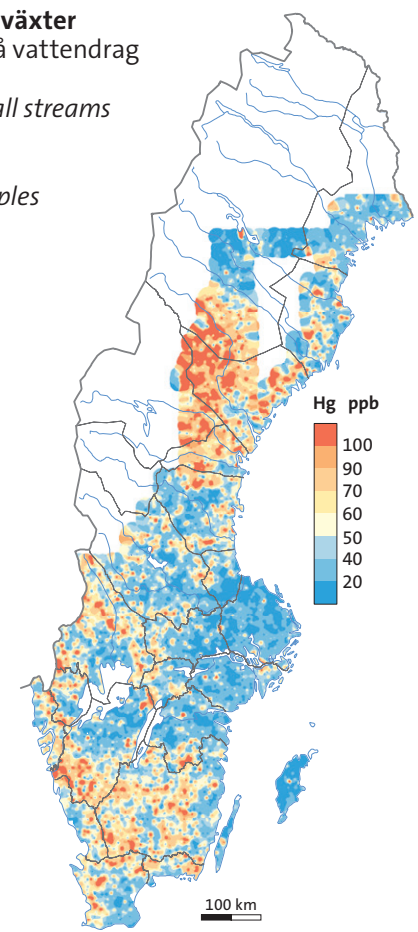 växter
å vattendrag
all streams
ples
Hg ppb
100
90
70
60
50
40
20
100 km